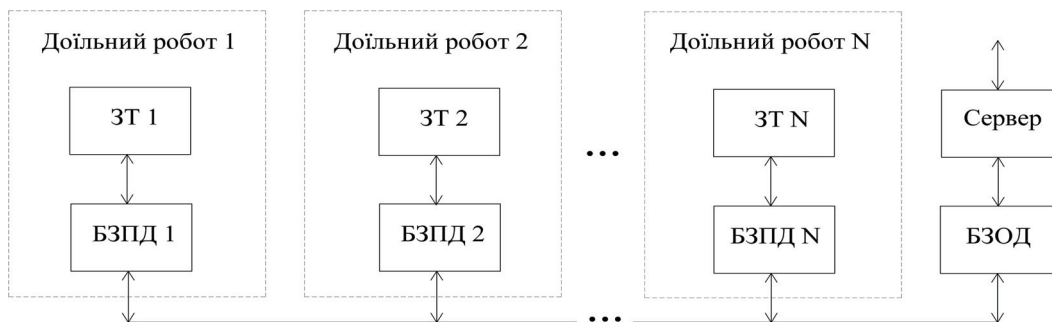 Доїльний робот 1
Доїльний робот 2
Доїльний робот N
ЗТ 1
ЗТ 2
...
ЗТ N
Сервер
БЗПД 1
БЗПД 2
БЗПД N
БЗОД
...